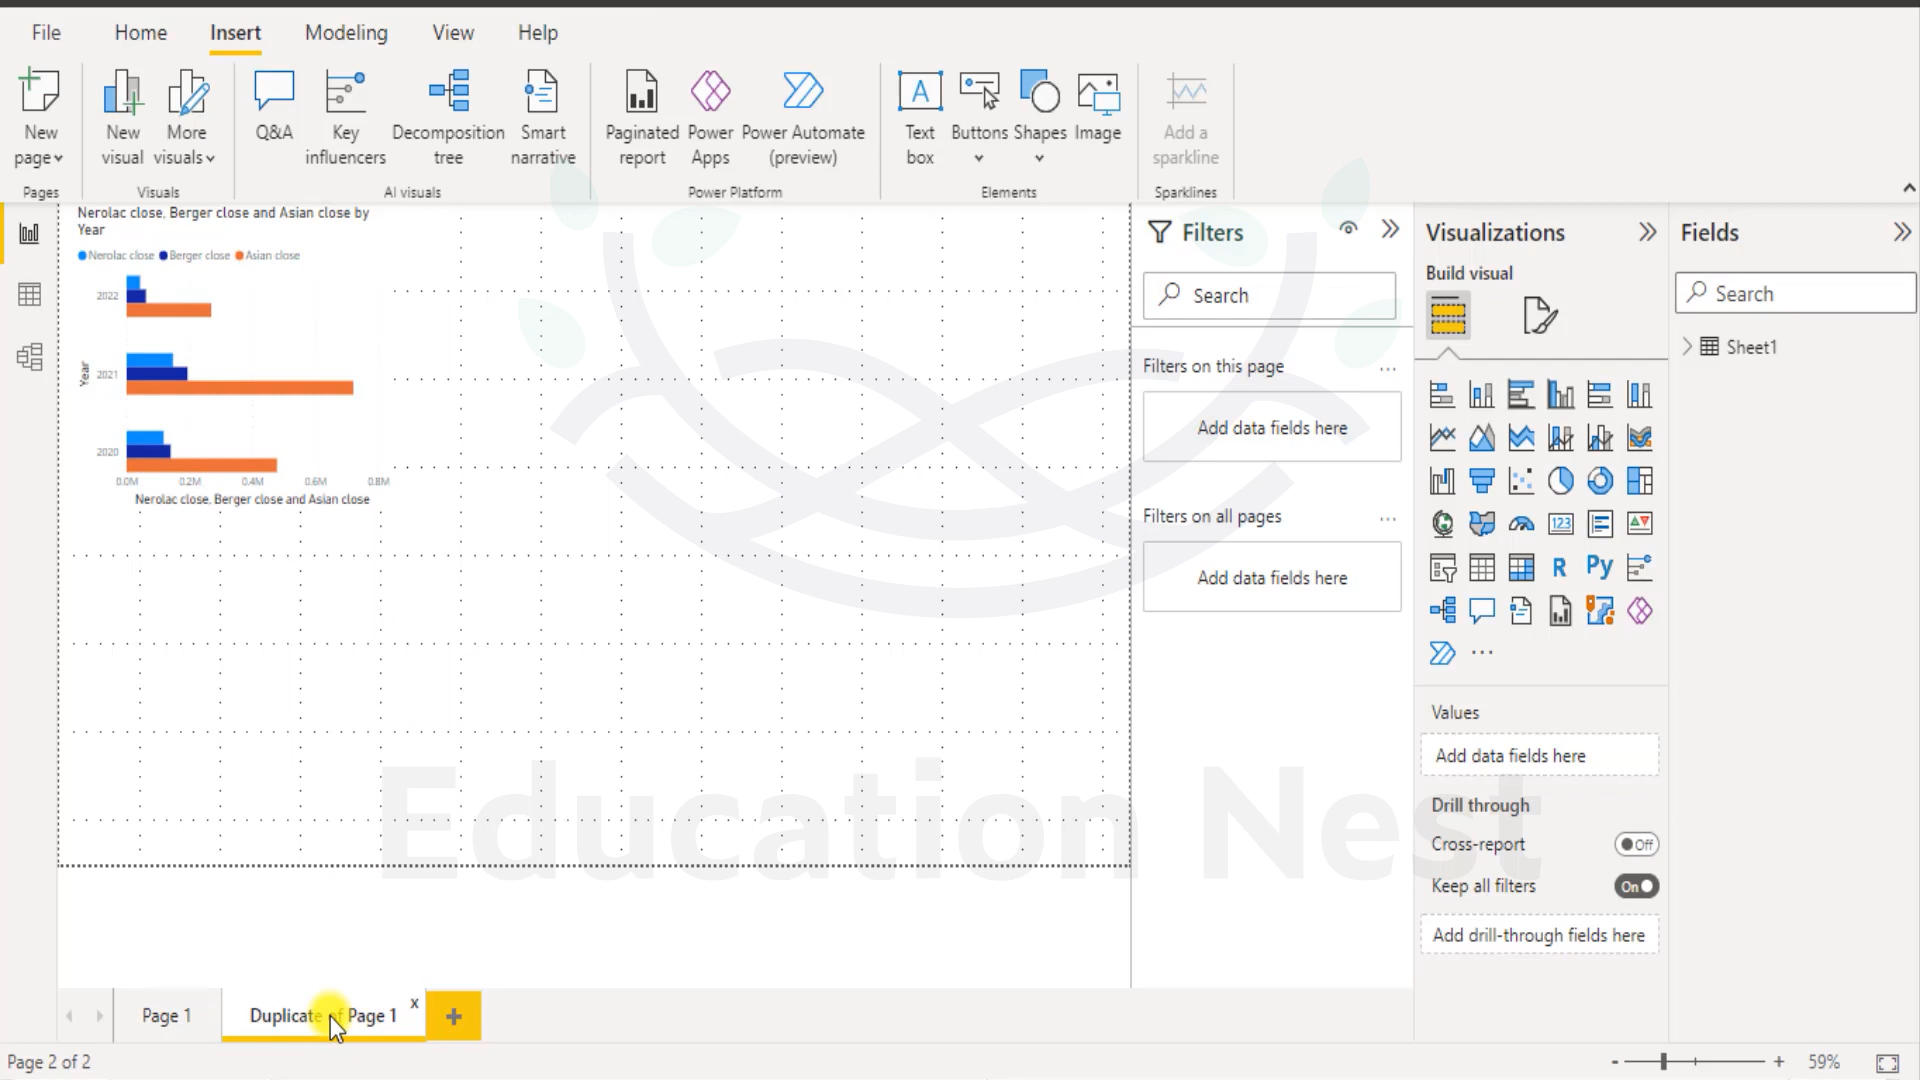 File Home Insert Modeling View Help
New page
New visual
More visuals
Q&A
Key influencers
Decomposition tree
Smart narrative
Paginated report
Power Apps
Power Automate (preview)
Text box
Buttons
Shapes
Image
Add a sparkline
Pages Visuals AI visuals Power Platform Elements Sparklines
Nerolac close, Berger close and Asian close by
Year
Nerolac close Berger close Asian close
2022
2021
2020
Year
0.0M 0.2M 0.4M 0.6M 0.8M
Nerolac close, Berger close and Asian close
Filters
Search
Filters on this page
...
Add data fields here
Filters on all pages
...
Add data fields here
Visualizations
Build visual
123
R Py
...
Values
Add data fields here
Drill through
Cross-report Off
Keep all filters On
Add drill-through fields here
Fields
Search
Sheet1
Education Nest
Page 1 Duplicate of Page 1 x +
Page 2 of 2
- + 59%